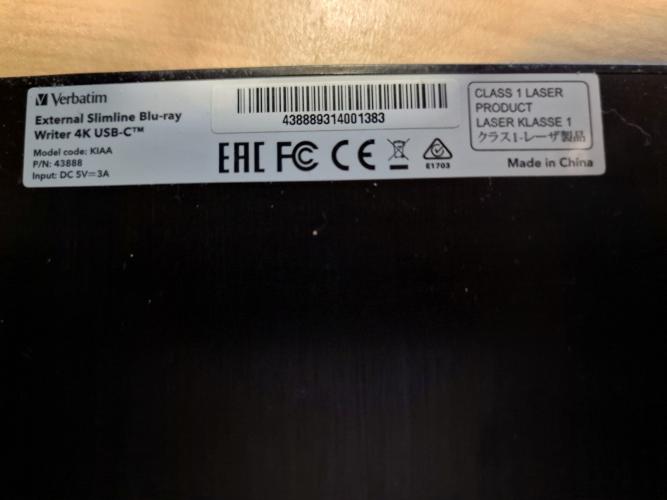 Verbatim
External Slimline Blu-ray
Writer 4K USB-C™
Model code: KIAA
P/N: 43888
Input: DC 5V⎓3A
438889314001383
EAC FC CE E1703
CLASS 1 LASER
PRODUCT
LASER KLASSE 1
クラス1-レーザ製品
Made in China